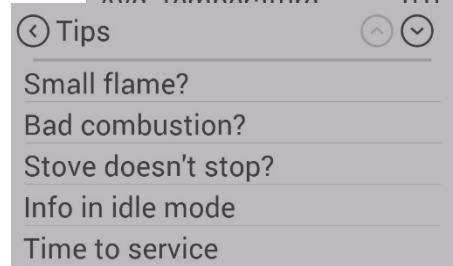 Tips
Small flame?
Bad combustion?
Stove doesn't stop?
Info in idle mode
Time to service